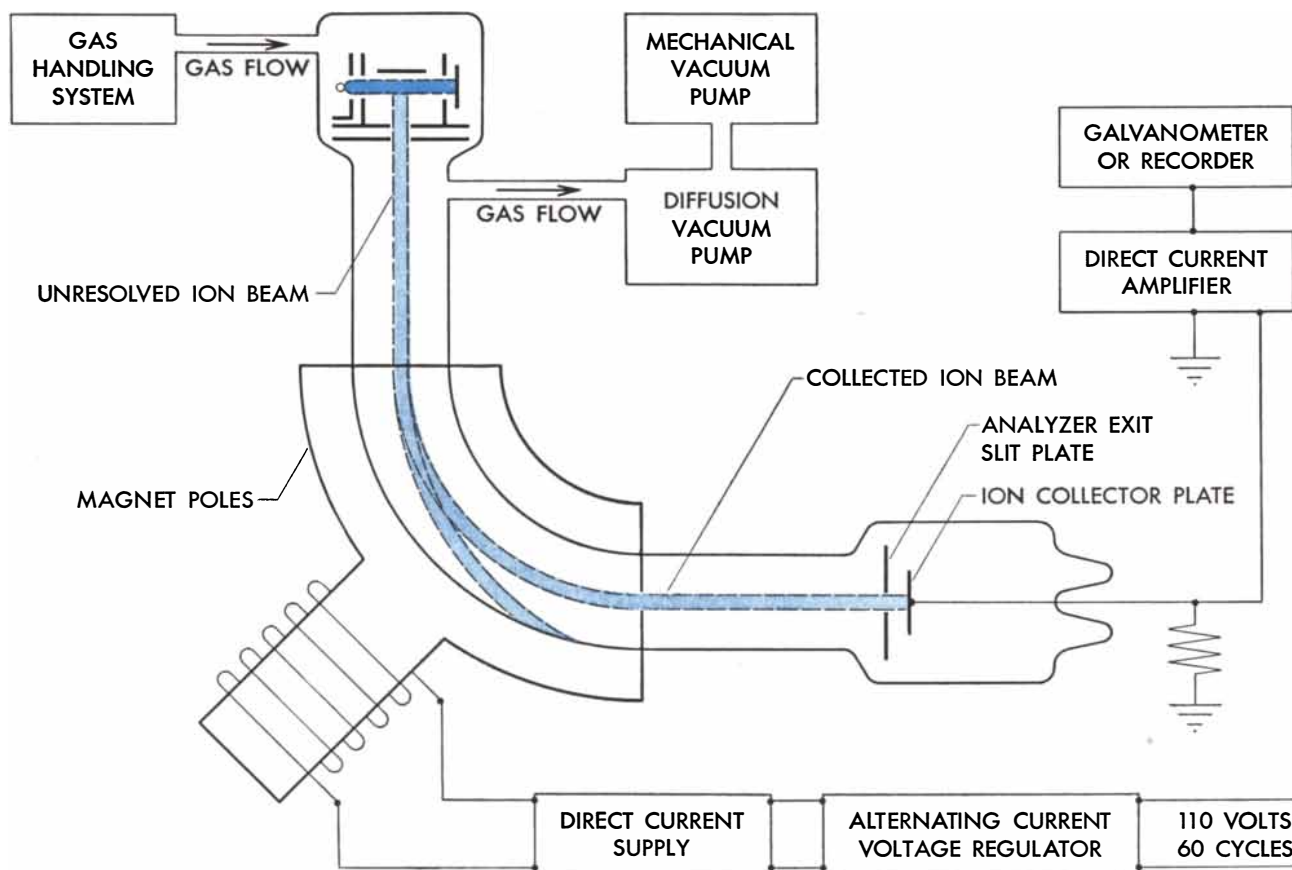 GAS
HANDLING
SYSTEM
GAS FLOW
MECHANICAL
VACUUM
PUMP
GALVANOMETER
OR RECORDER
GAS FLOW
DIFFUSION
VACUUM
PUMP
DIRECT CURRENT
AMPLIFIER
UNRESOLVED ION BEAM
COLLECTED ION BEAM
ANALYZER EXIT
SLIT PLATE
MAGNET POLES
ION COLLECTOR PLATE
DIRECT CURRENT
SUPPLY
ALTERNATING CURRENT
VOLTAGE REGULATOR
110 VOLTS
60 CYCLES